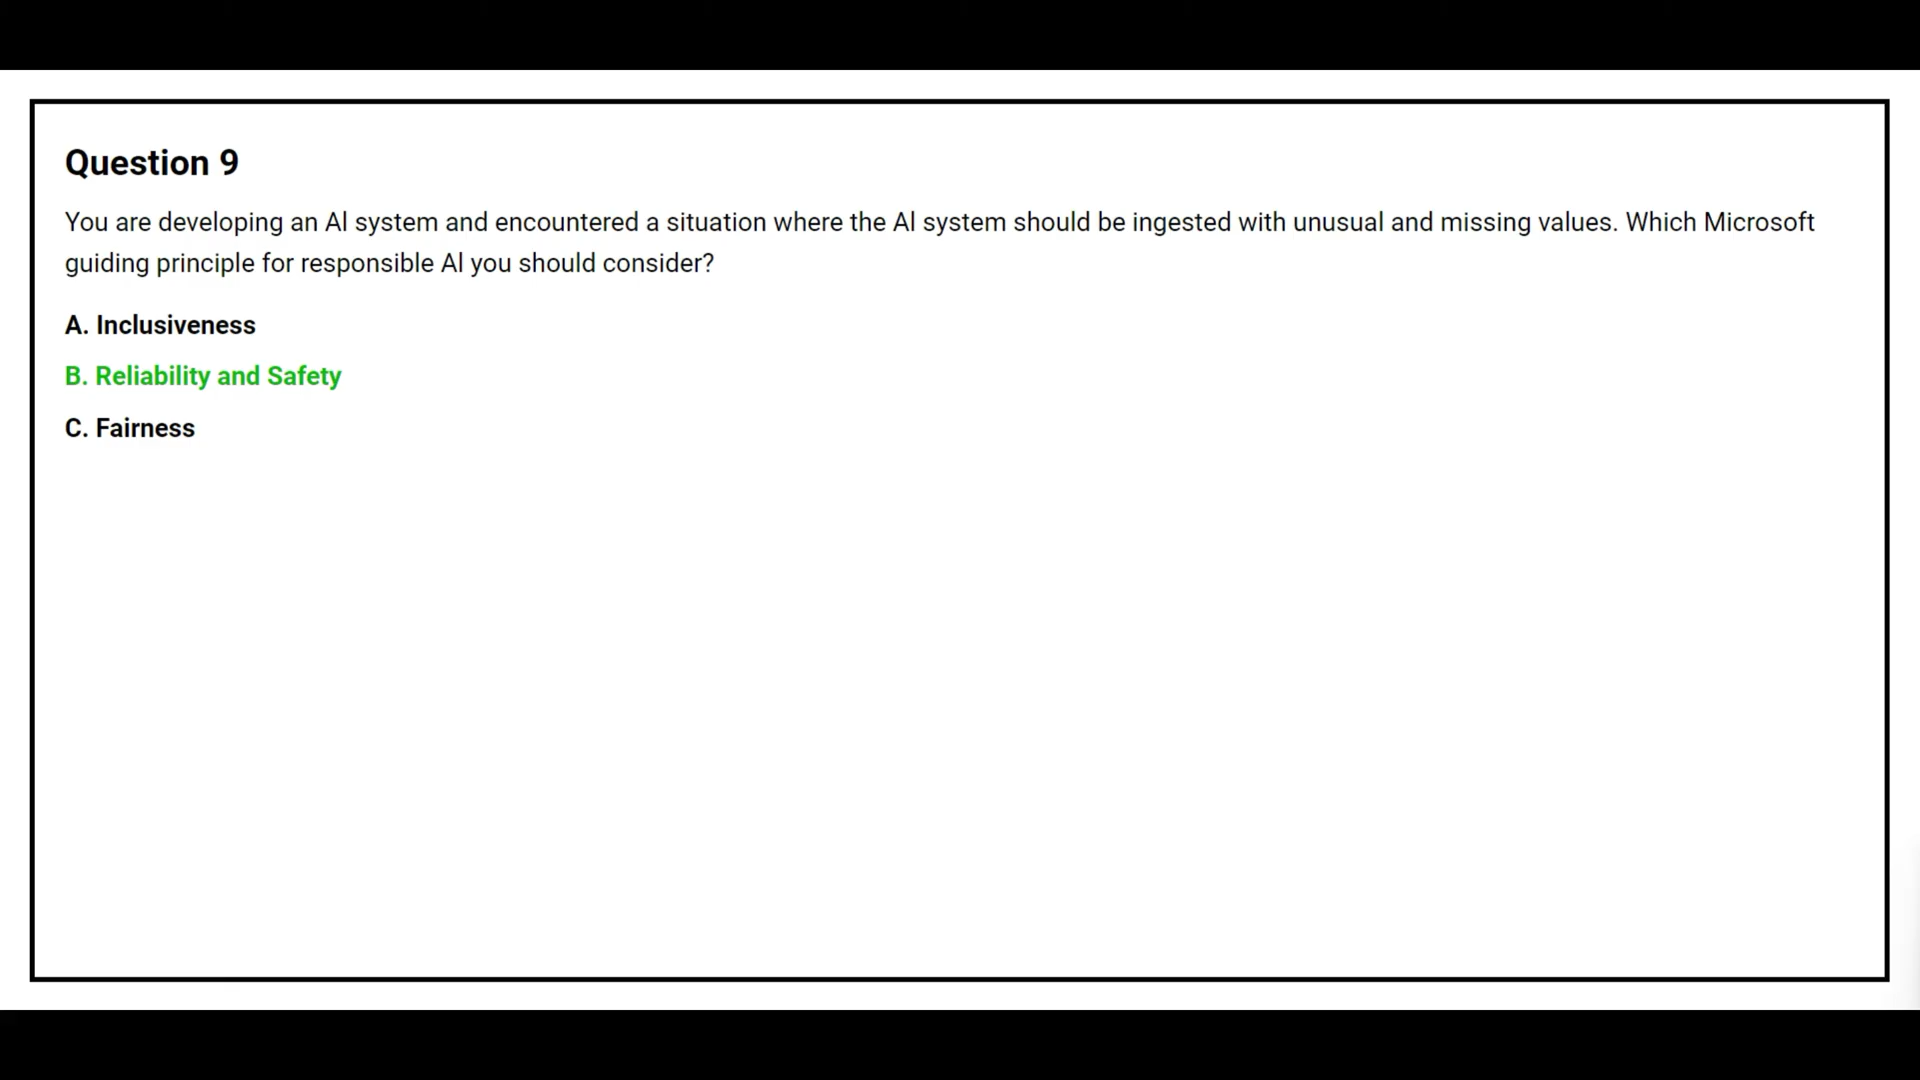 Question 9
You are developing an AI system and encountered a situation where the AI system should be ingested with unusual and missing values. Which Microsoft
guiding principle for responsible AI you should consider?
A. Inclusiveness
B. Reliability and Safety
C. Fairness